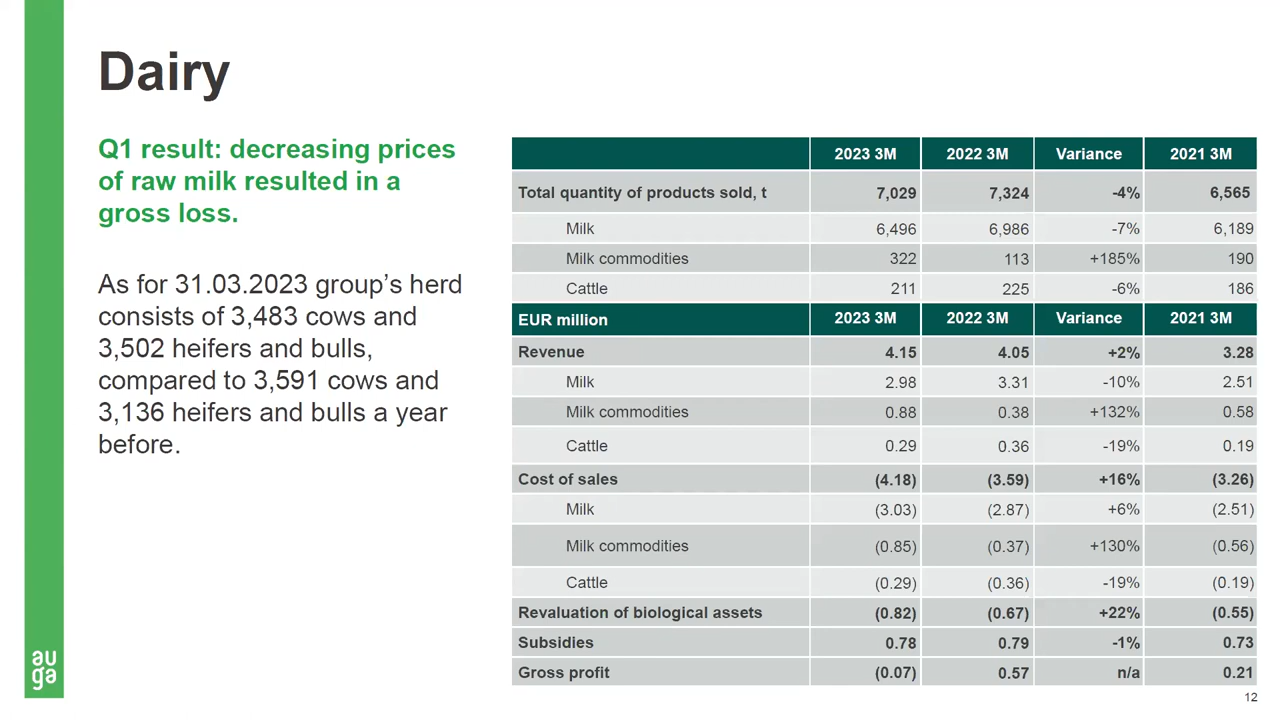 Dairy
Q1 result: decreasing prices
of raw milk resulted in a
gross loss.
As for 31.03.2023 group’s herd
consists of 3,483 cows and
3,502 heifers and bulls,
compared to 3,591 cows and
3,136 heifers and bulls a year
before.
2023 3M 2022 3M Variance 2021 3M
Total quantity of products sold, t 7,029 7,324 -4% 6,565
Milk 6,496 6,986 -7% 6,189
Milk commodities 322 113 +185% 190
Cattle 211 225 -6% 186
EUR million 2023 3M 2022 3M Variance 2021 3M
Revenue 4.15 4.05 +2% 3.28
Milk 2.98 3.31 -10% 2.51
Milk commodities 0.88 0.38 +132% 0.58
Cattle 0.29 0.36 -19% 0.19
Cost of sales (4.18) (3.59) +16% (3.26)
Milk (3.03) (2.87) +6% (2.51)
Milk commodities (0.85) (0.37) +130% (0.56)
Cattle (0.29) (0.36) -19% (0.19)
Revaluation of biological assets (0.82) (0.67) +22% (0.55)
Subsidies 0.78 0.79 -1% 0.73
Gross profit (0.07) 0.57 n/a 0.21
au
ga
12